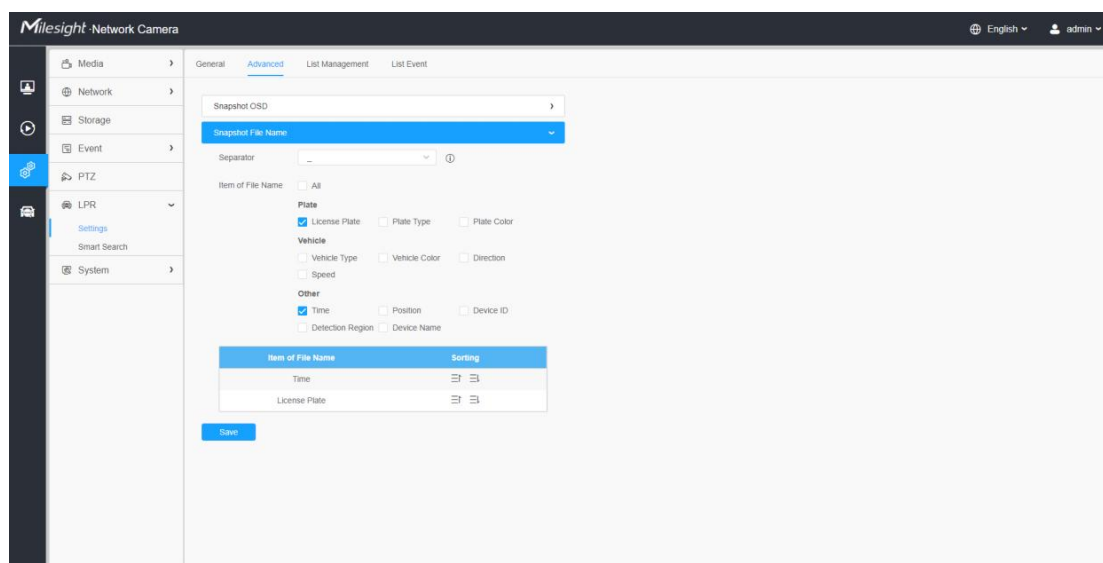 Milesight ·Network Camera
English
admin
Media
Network
Storage
Event
PTZ
LPR
Settings
Smart Search
System
General Advanced List Management List Event
Snapshot OSD
Snapshot File Name
Separator _
Item of File Name All
Plate
License Plate Plate Type Plate Color
Vehicle
Vehicle Type Vehicle Color Direction
Speed
Other
Time Position Device ID
Detection Region Device Name
Item of File Name Sorting
Time
License Plate
Save